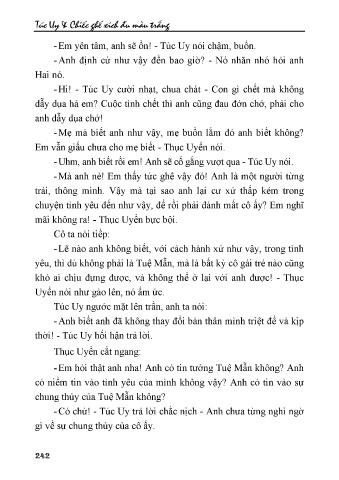 Túc Uy & Chiếc ghế xích đu màu trắng
- Em yên tâm, anh sẽ ổn! - Túc Uy nói chậm, buồn.
- Anh định cứ như vậy đến bao giờ? - Nó nhăn nhó hỏi anh
Hai nó.
- Hi! - Túc Uy cười nhạt, chua chát - Con gì chết mà không
dẫy dụa hả em? Cuộc tình chết thì anh cũng đau đớn chớ, phải cho
anh dẫy dụa chớ!
- Mẹ mà biết anh như vậy, mẹ buồn lắm đó anh biết không?
Em vẫn giấu chưa cho mẹ biết - Thục Uyển nói.
- Uhm, anh biết rồi em! Anh sẽ cố gắng vượt qua - Túc Uy nói.
- Mà anh nè! Em thấy tức ghê vậy đó! Anh là một người từng
trải, thông minh. Vậy mà tại sao anh lại cư xử thấp kém trong
chuyện tình yêu đến như vậy, để rồi phải đánh mất cô ấy? Em nghĩ
mãi không ra! - Thục Uyển bực bội.
Cô ta nói tiếp:
- Lẽ nào anh không biết, với cách hành xử như vậy, trong tình
yêu, thì dù không phải là Tuệ Mẫn, mà là bất kỳ cô gái trẻ nào cũng
khó ai chịu đựng được, và không thể ở lại với anh được! - Thục
Uyển nói như gào lên, nó ấm ức.
Túc Uy ngước mặt lên trần, anh ta nói:
- Anh biết anh đã không thay đổi bản thân mình triệt để và kịp
thời! - Túc Uy hối hận trả lời.
Thục Uyển cắt ngang:
- Em hỏi thật anh nha! Anh có tin tưởng Tuệ Mẫn không? Anh
có niềm tin vào tình yêu của mình không vậy? Anh có tin vào sự
chung thủy của Tuệ Mẫn không?
- Có chứ! - Túc Uy trả lời chắc nịch - Anh chưa từng nghi ngờ
gì về sự chung thủy của cô ấy.
242